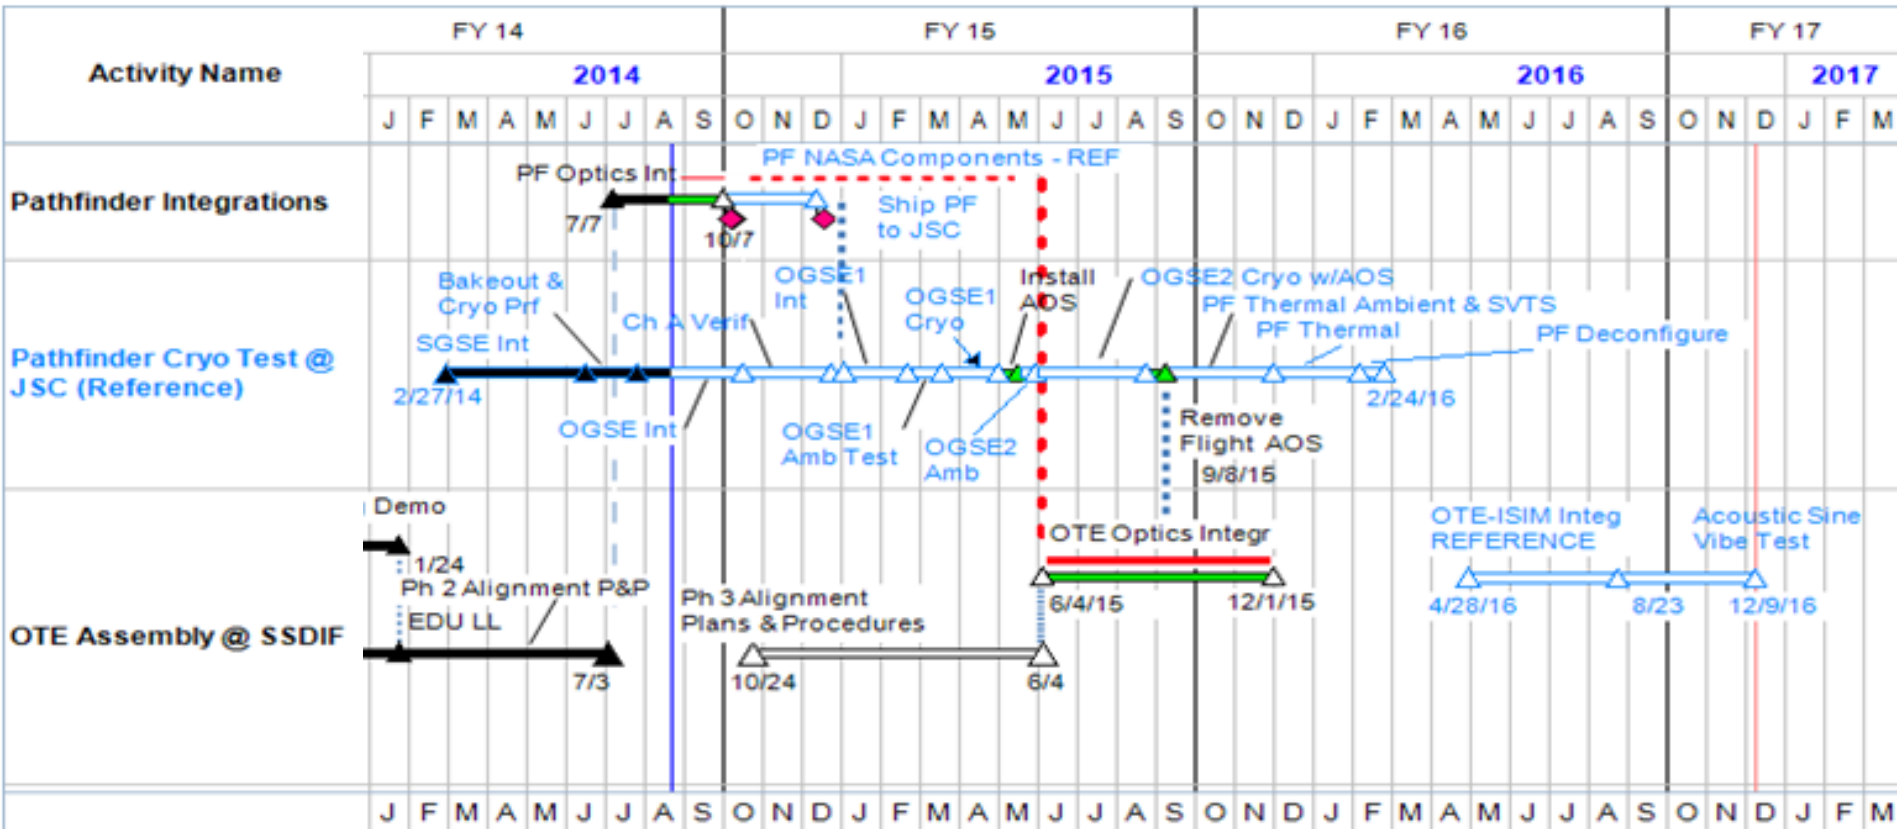 FY 14 FY 15 FY 16 FY 17
Activity Name 2014 2015 2016 2017
J F M A M J J A S O N D J F M A M J J A S O N D J F M A M J J A S O N D J F M
Pathfinder Integrations
PF Optics Int
7/7
10/7
PF NASA Components - REF
Ship PF
to JSC
Pathfinder Cryo Test @
JSC (Reference)
Bakeout &
Cryo Prf
SGSE Int
2/27/14
Ch A Verif
OGSE Int
OGSE1
Int
OGSE1
Amb Test
OGSE1
Cryo
OGSE2
Amb
Install
AOS
OGSE2 Cryo w/AOS
PF Thermal Ambient & SVTS
PF Thermal
PF Deconfigure
2/24/16
Remove
Flight AOS
9/8/15
OTE Assembly @ SSDIF
Demo
1/24
Ph 2 Alignment P&P
EDU LL
7/3
Ph 3 Alignment
Plans & Procedures
10/24
6/4
OTE Optics Integr
6/4/15
12/1/15
OTE-ISIM Integ
REFERENCE
4/28/16
8/23
Acoustic Sine
Vibe Test
12/9/16
J F M A M J J A S O N D J F M A M J J A S O N D J F M A M J J A S O N D J F M